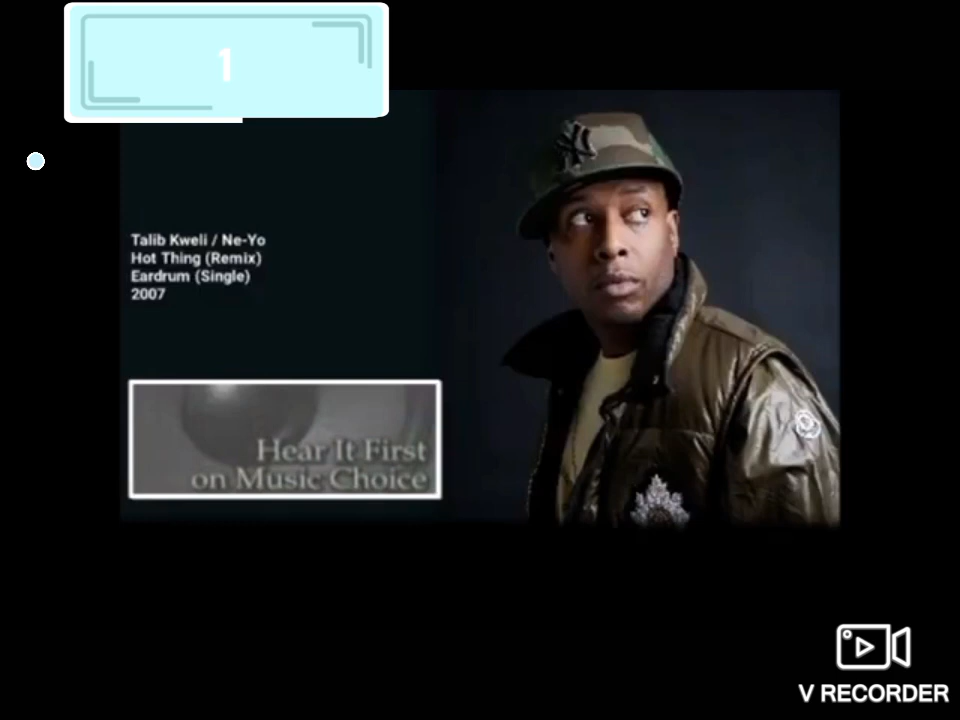 1
Talib Kweli / Ne-Yo
Hot Thing (Remix)
Eardrum (Single)
2007
Hear It First
on Music Choice
V RECORDER